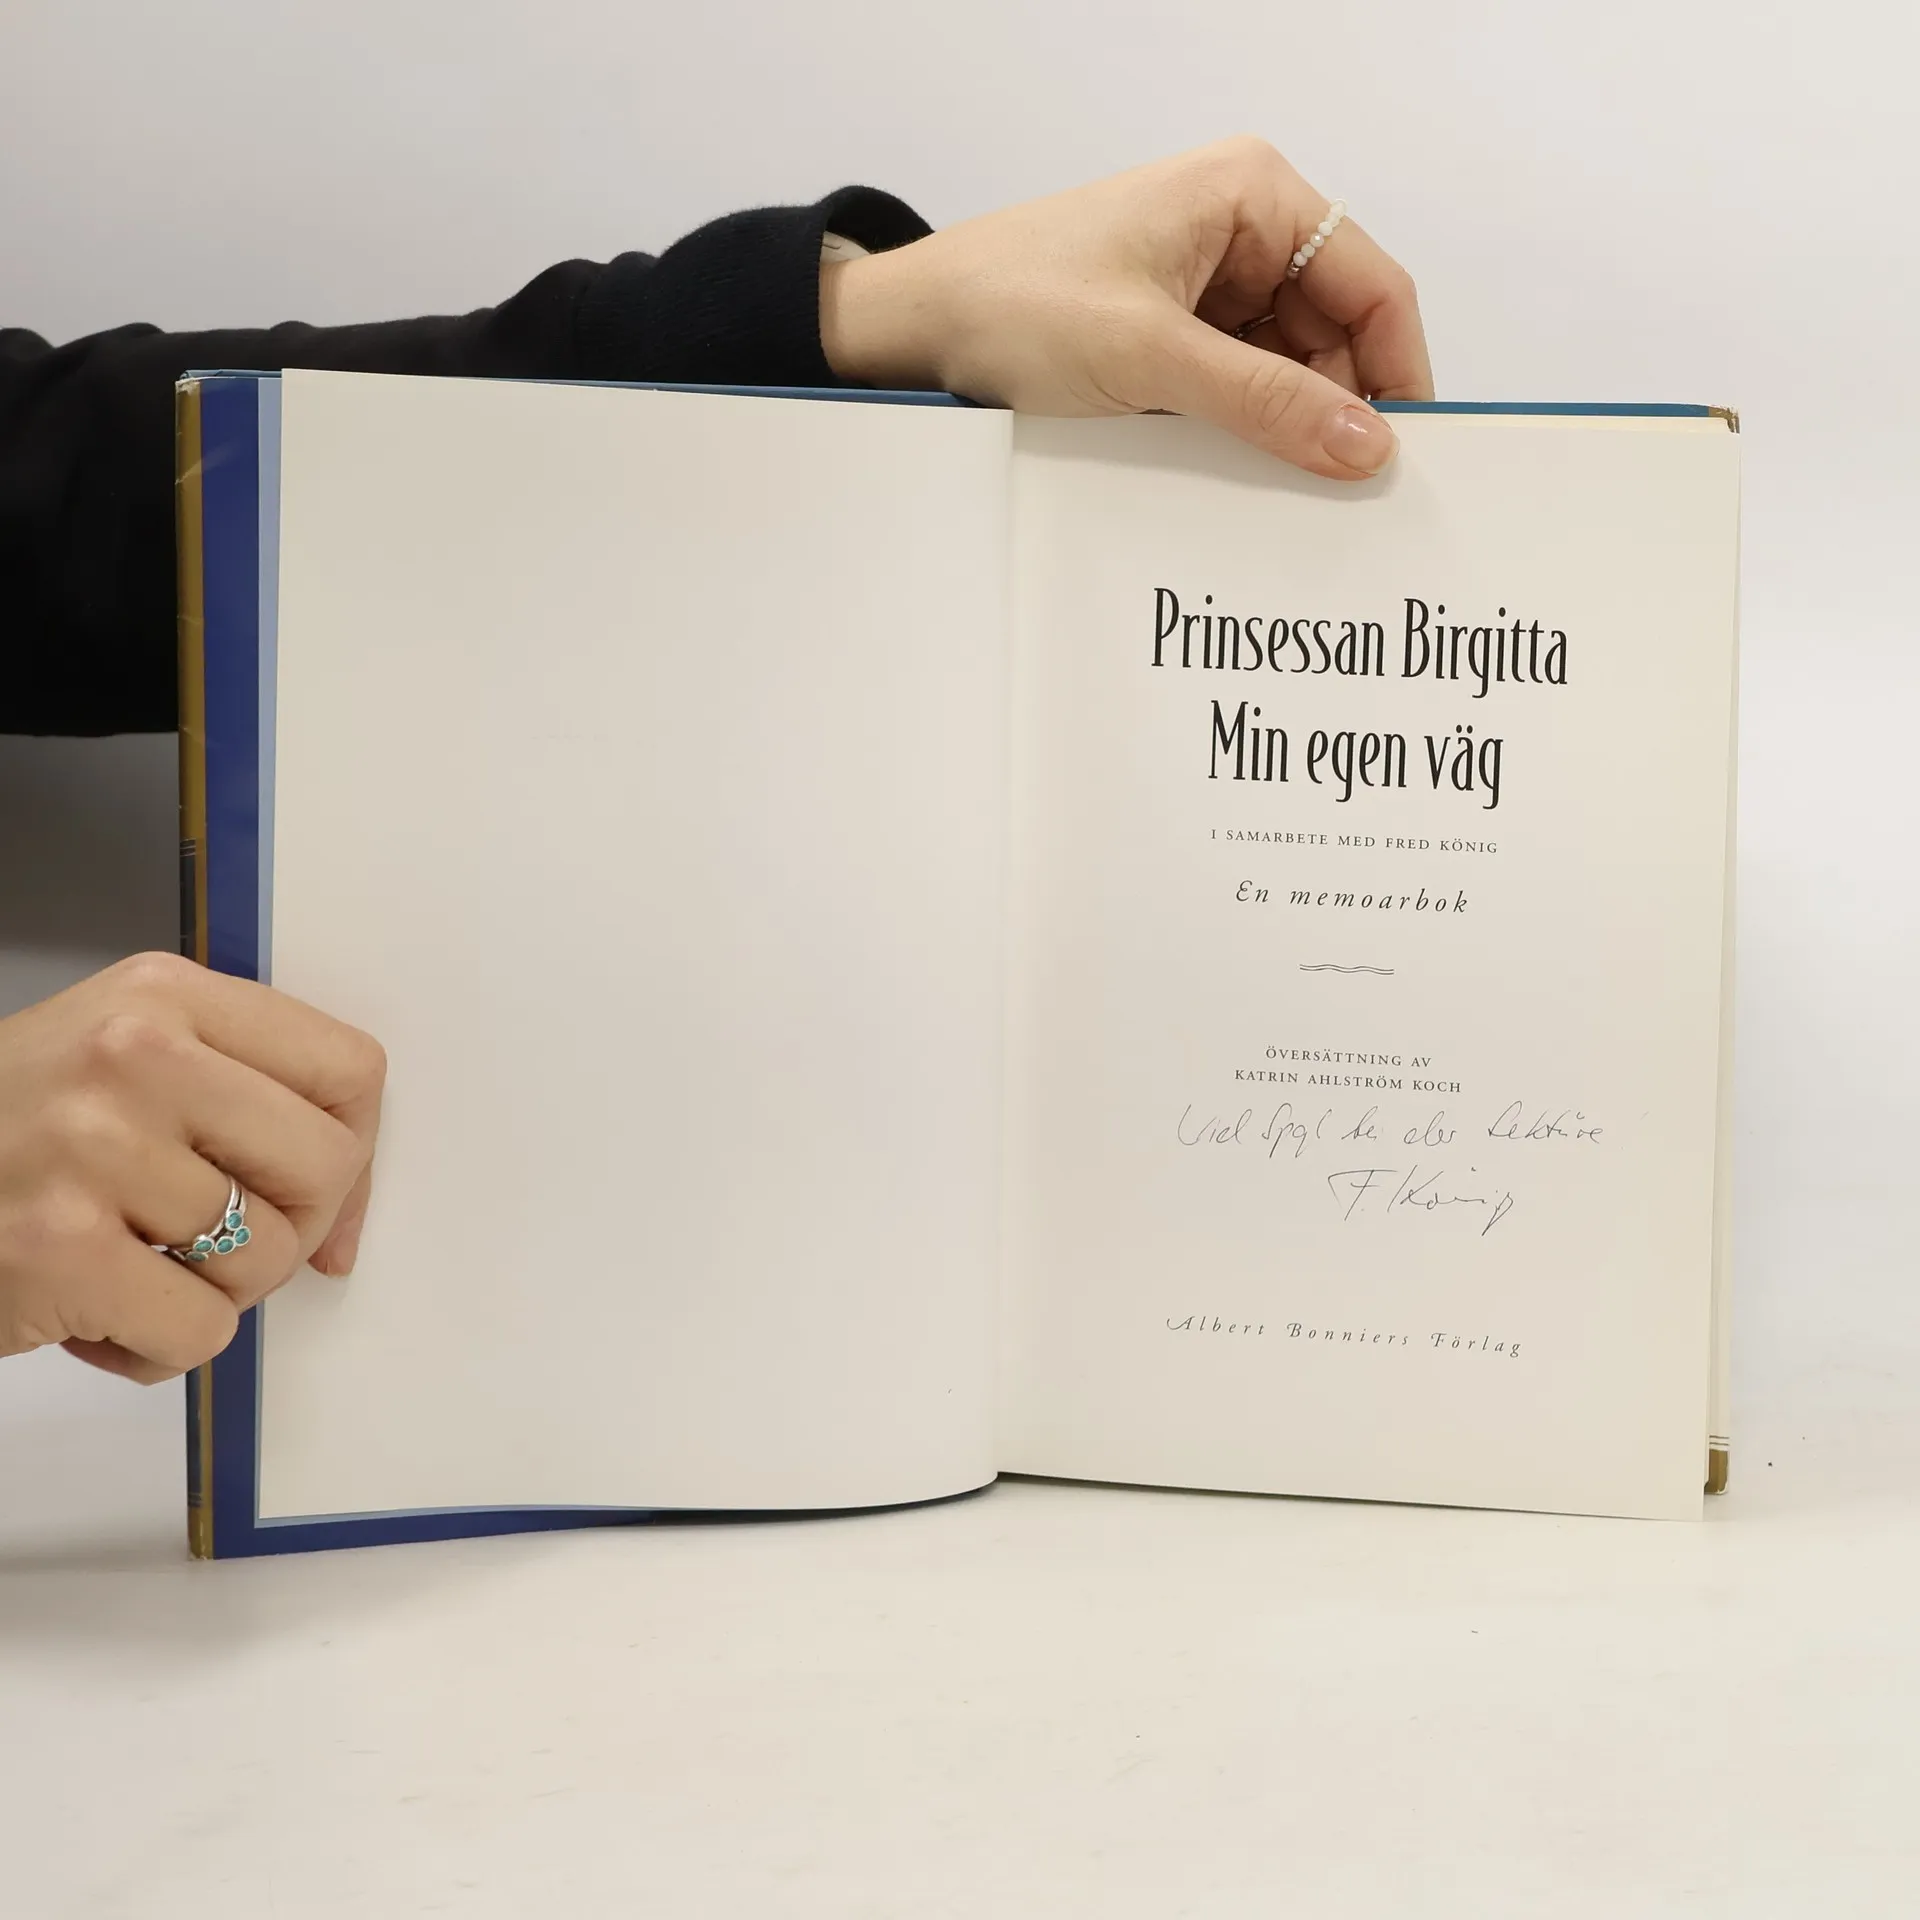 Prinsessan Birgitta
Min egen väg
I SAMARBETE MED FRED KÖNIG
En memoarbok
ÖVERSÄTTNING AV
KATRIN AHLSTRÖM KOCH
Viel Spaß bei der Lektüre
F. König
Albert Bonniers Förlag